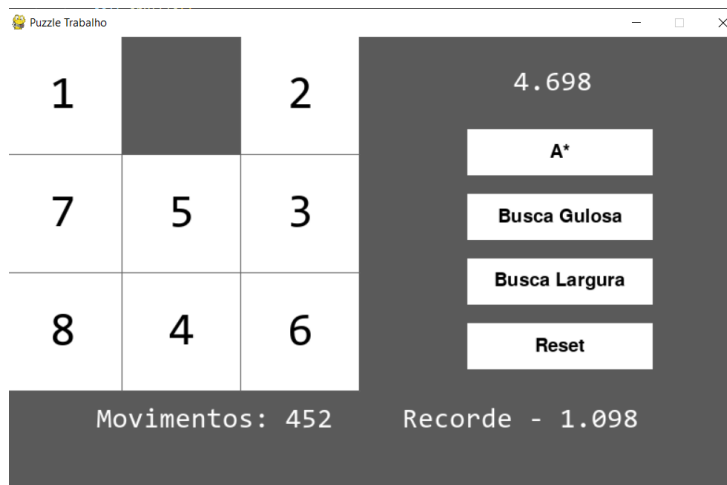 Puzzle Trabalho
1 2
7 5 3
8 4 6
4.698
A*
Busca Gulosa
Busca Largura
Reset
Movimentos: 452
Recorde - 1.098